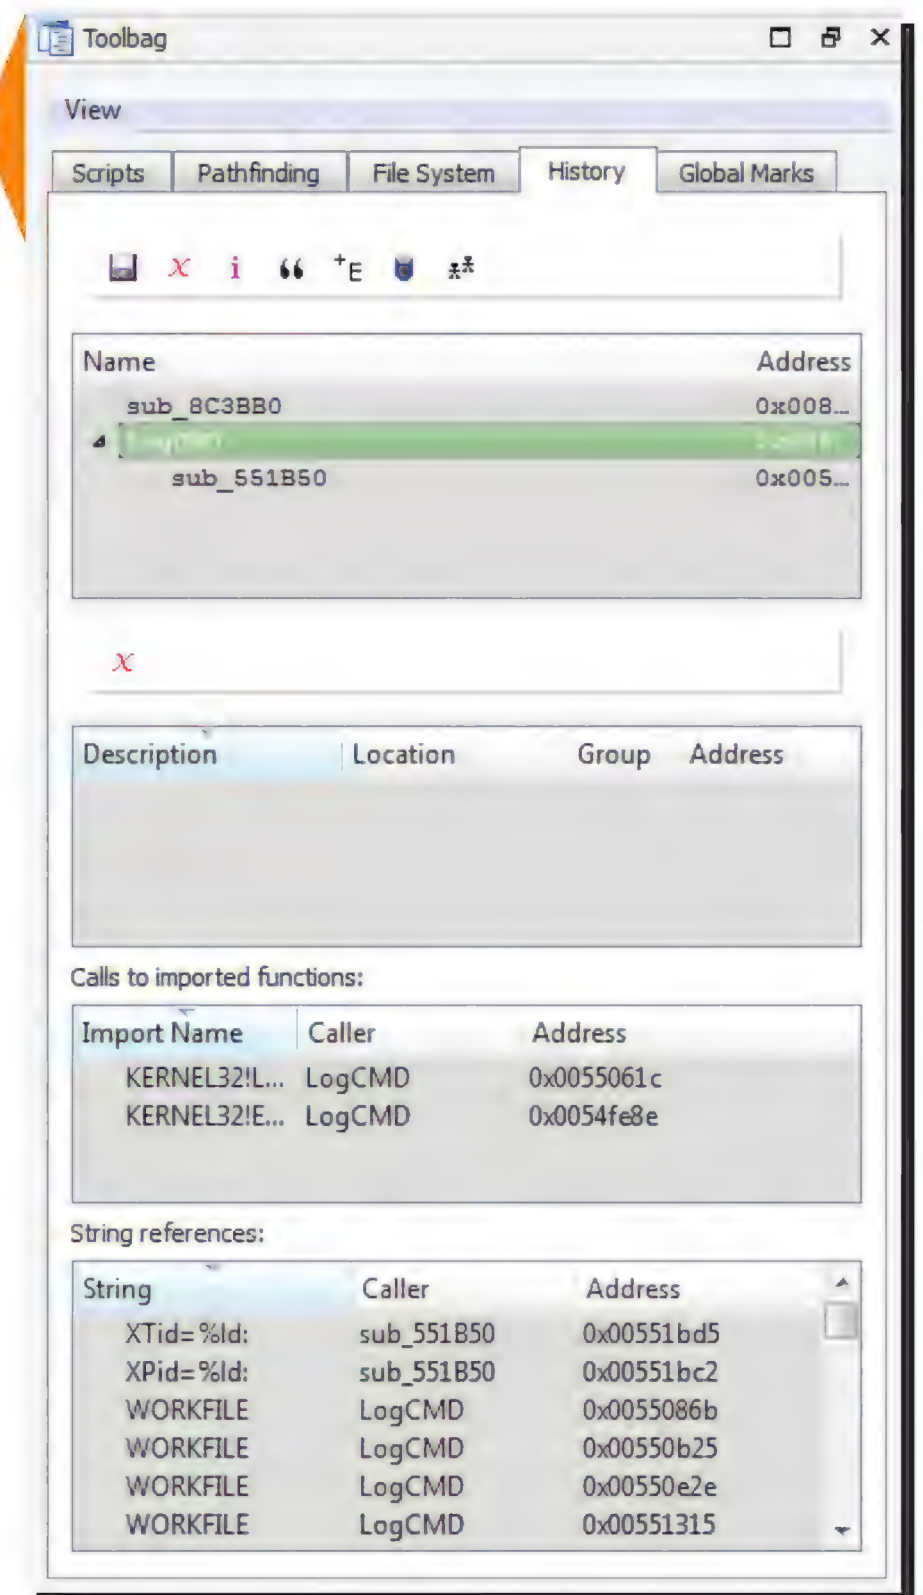 Toolbag
View
Scripts Pathfinding File System History Global Marks
x i “ +E
Name Address
sub_8C3BB0 0x008...
sub_551B50 0x005...
x
Description Location Group Address
Calls to imported functions:
Import Name Caller Address
KERNEL32!L... LogCMD 0x0055061c
KERNEL32!E... LogCMD 0x0054fe8e
String references:
String Caller Address
XTid=%ld: sub_551B50 0x00551bd5
XPid=%ld: sub_551B50 0x00551bc2
WORKFILE LogCMD 0x0055086b
WORKFILE LogCMD 0x00550b25
WORKFILE LogCMD 0x00550e2e
WORKFILE LogCMD 0x00551315